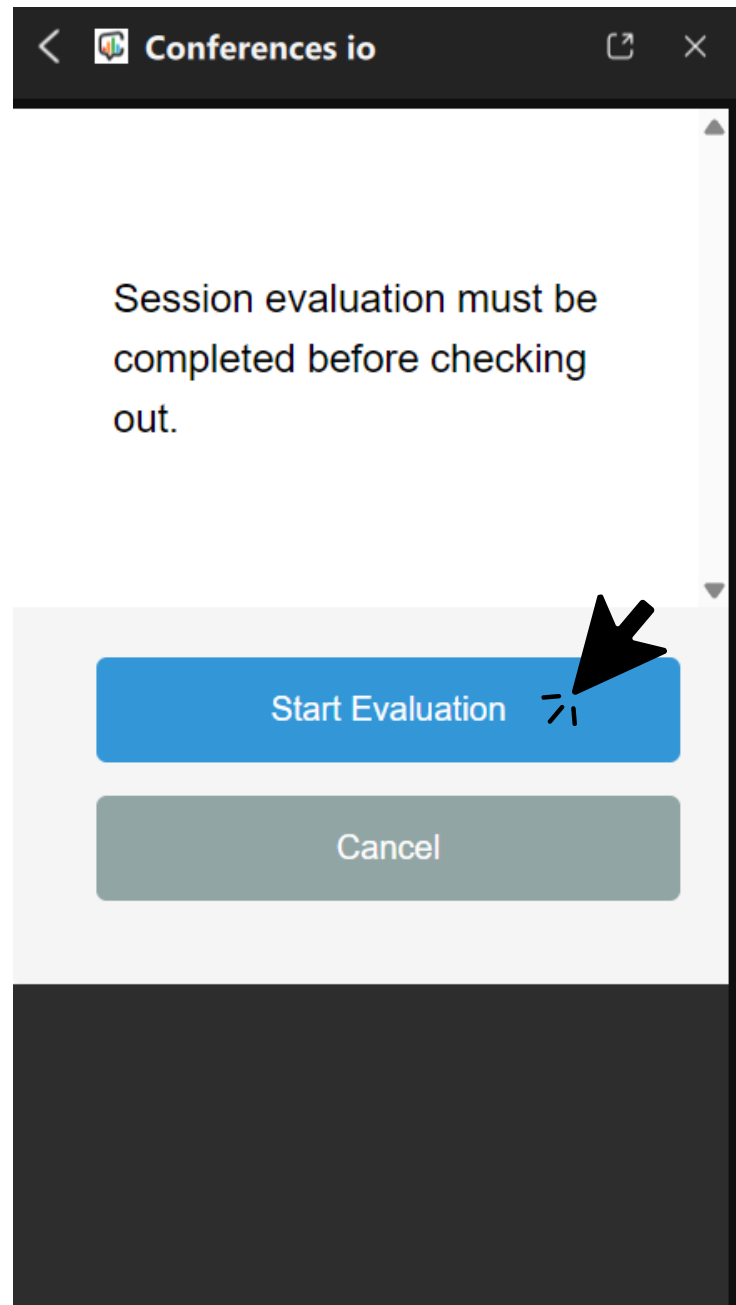 Conferences io
Session evaluation must be
completed before checking
out.
Start Evaluation
Cancel